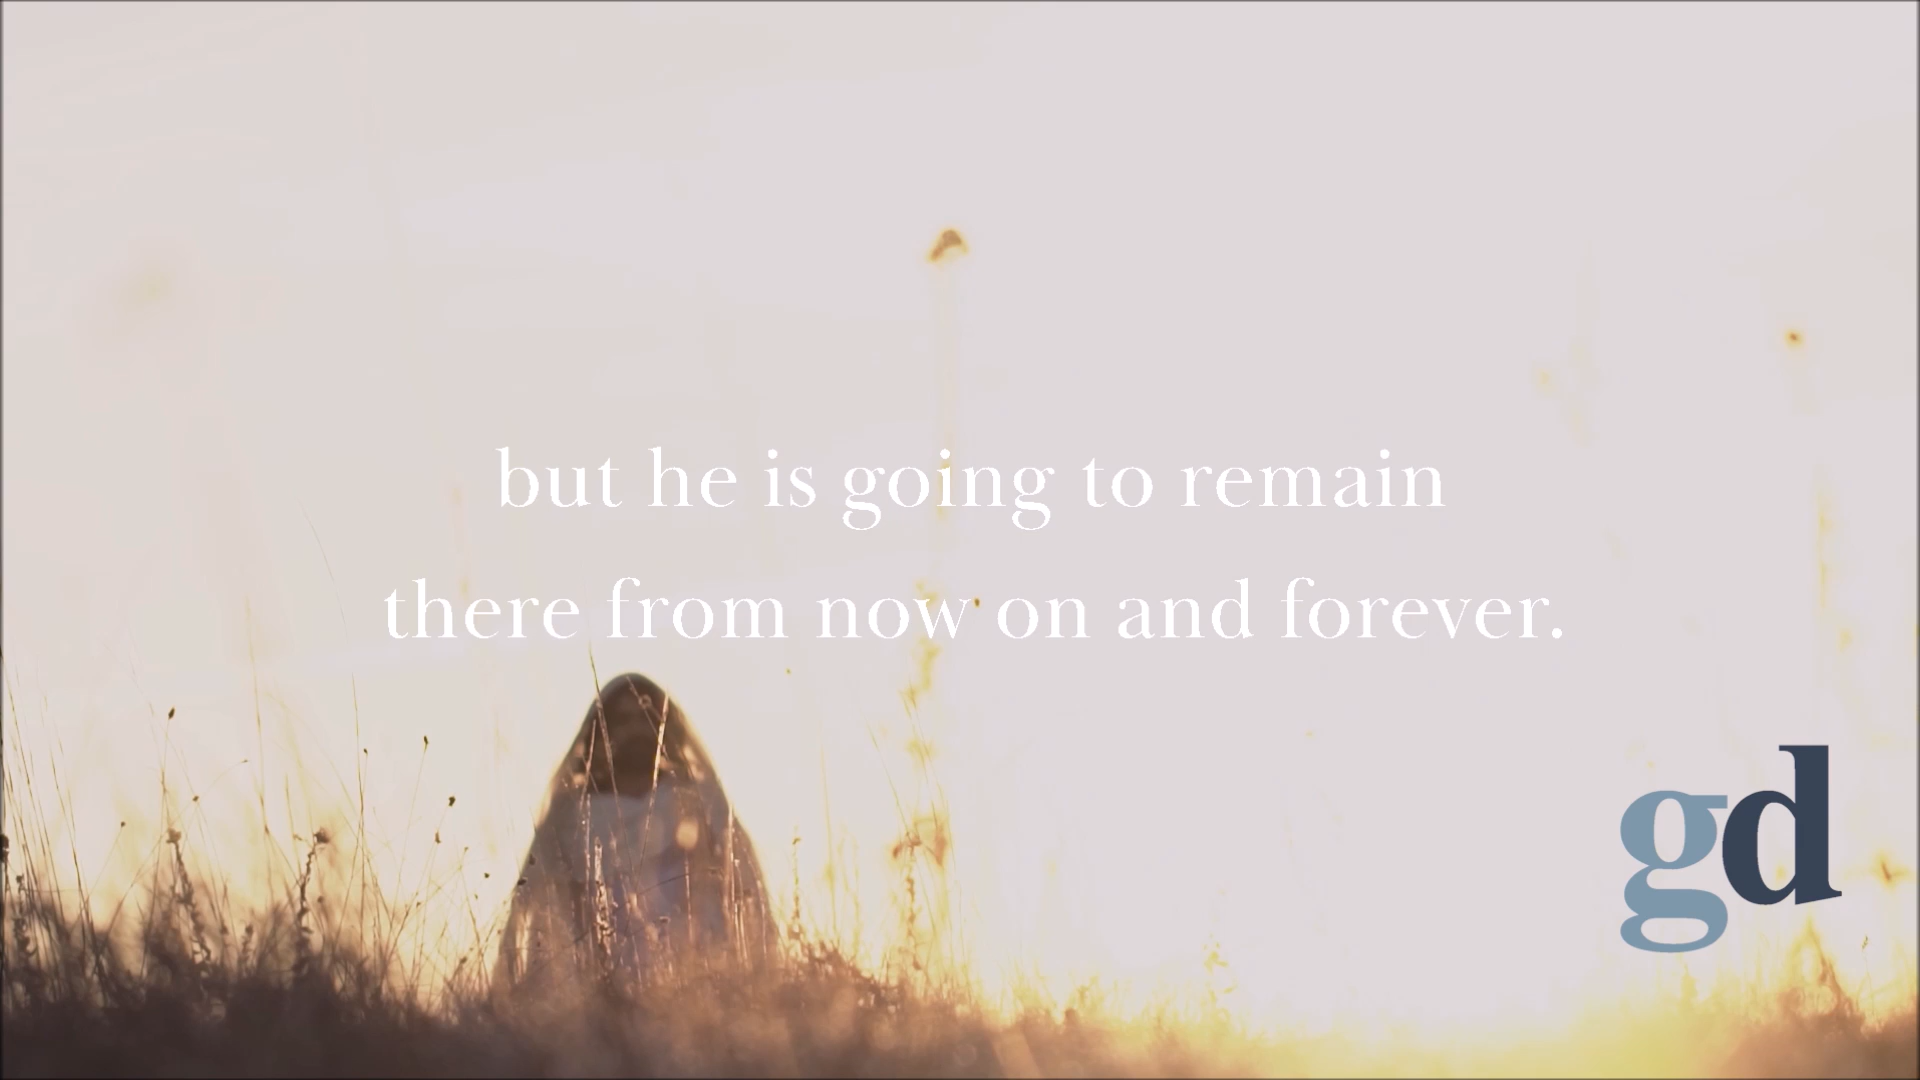 but he is going to remain
there from now on and forever.
gd